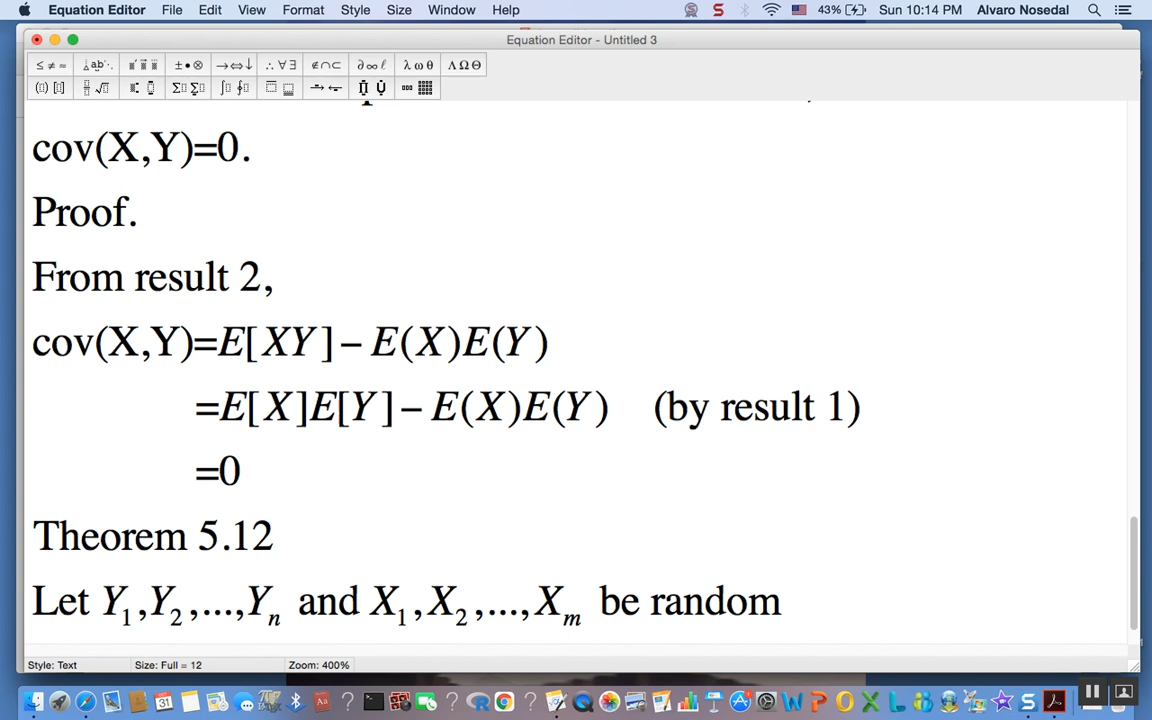 Equation Editor File Edit View Format Style Size Window Help 43% Sun 10:14 PM Alvaro Nosedal
Equation Editor - Untitled 3
cov(X,Y)=0.
Proof.
From result 2,
cov(X,Y)=E[XY]−E(X)E(Y)
=E[X]E[Y]−E(X)E(Y) (by result 1)
=0
Theorem 5.12
Let Y₁,Y₂,...,Yₙ and X₁,X₂,...,Xₘ be random
Style: Text Size: Full = 12 Zoom: 400%